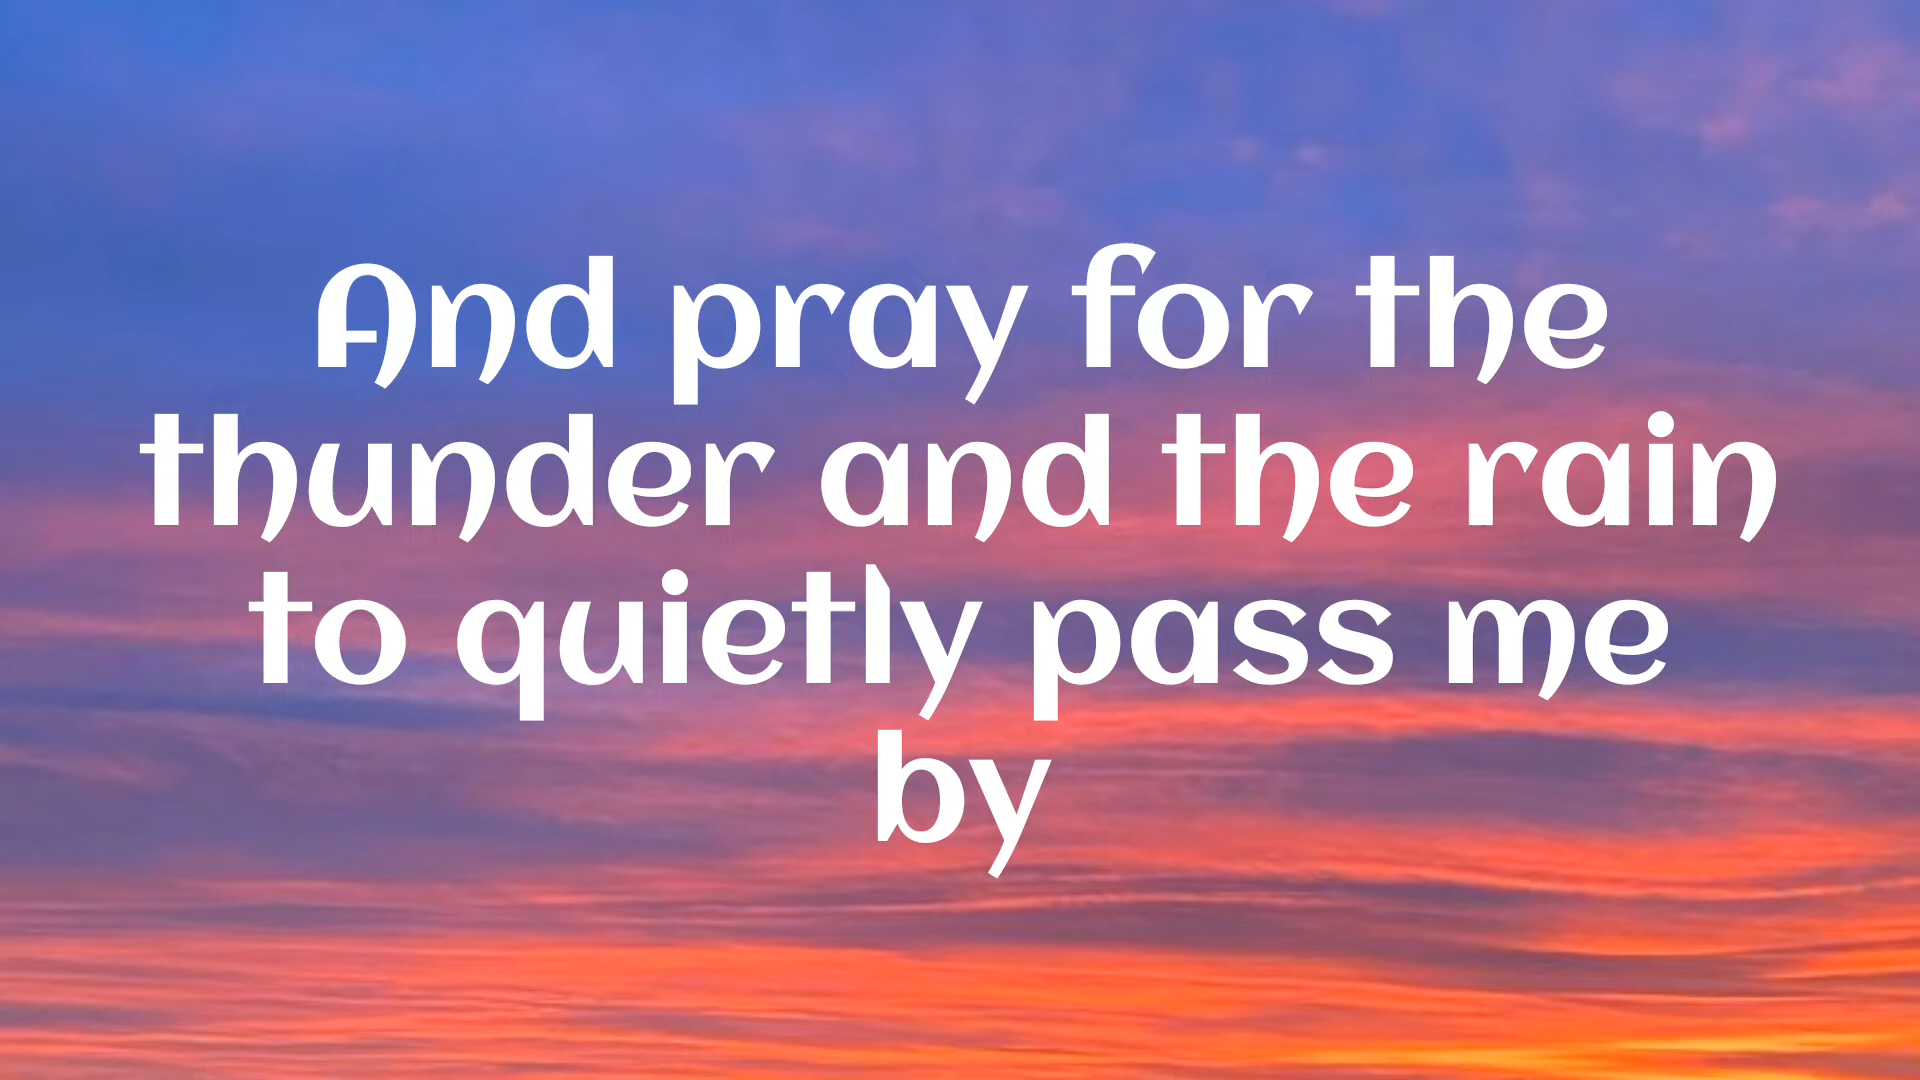 And pray for the
thunder and the rain
to quietly pass me
by